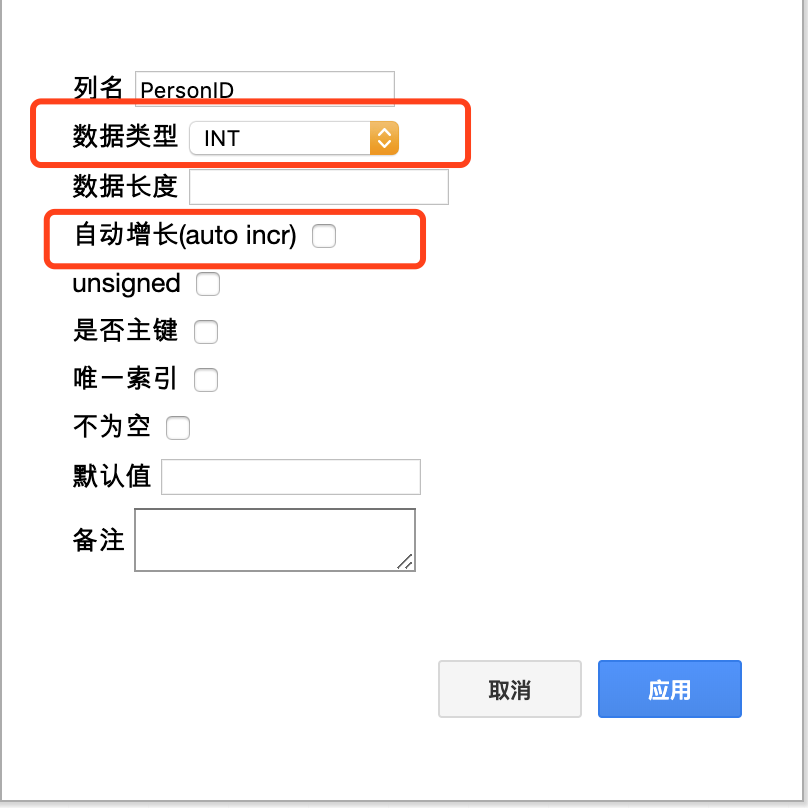 列名 PersonID
数据类型 INT
数据长度
自动增长(auto incr)
unsigned
是否主键
唯一索引
不为空
默认值
备注
取消 应用